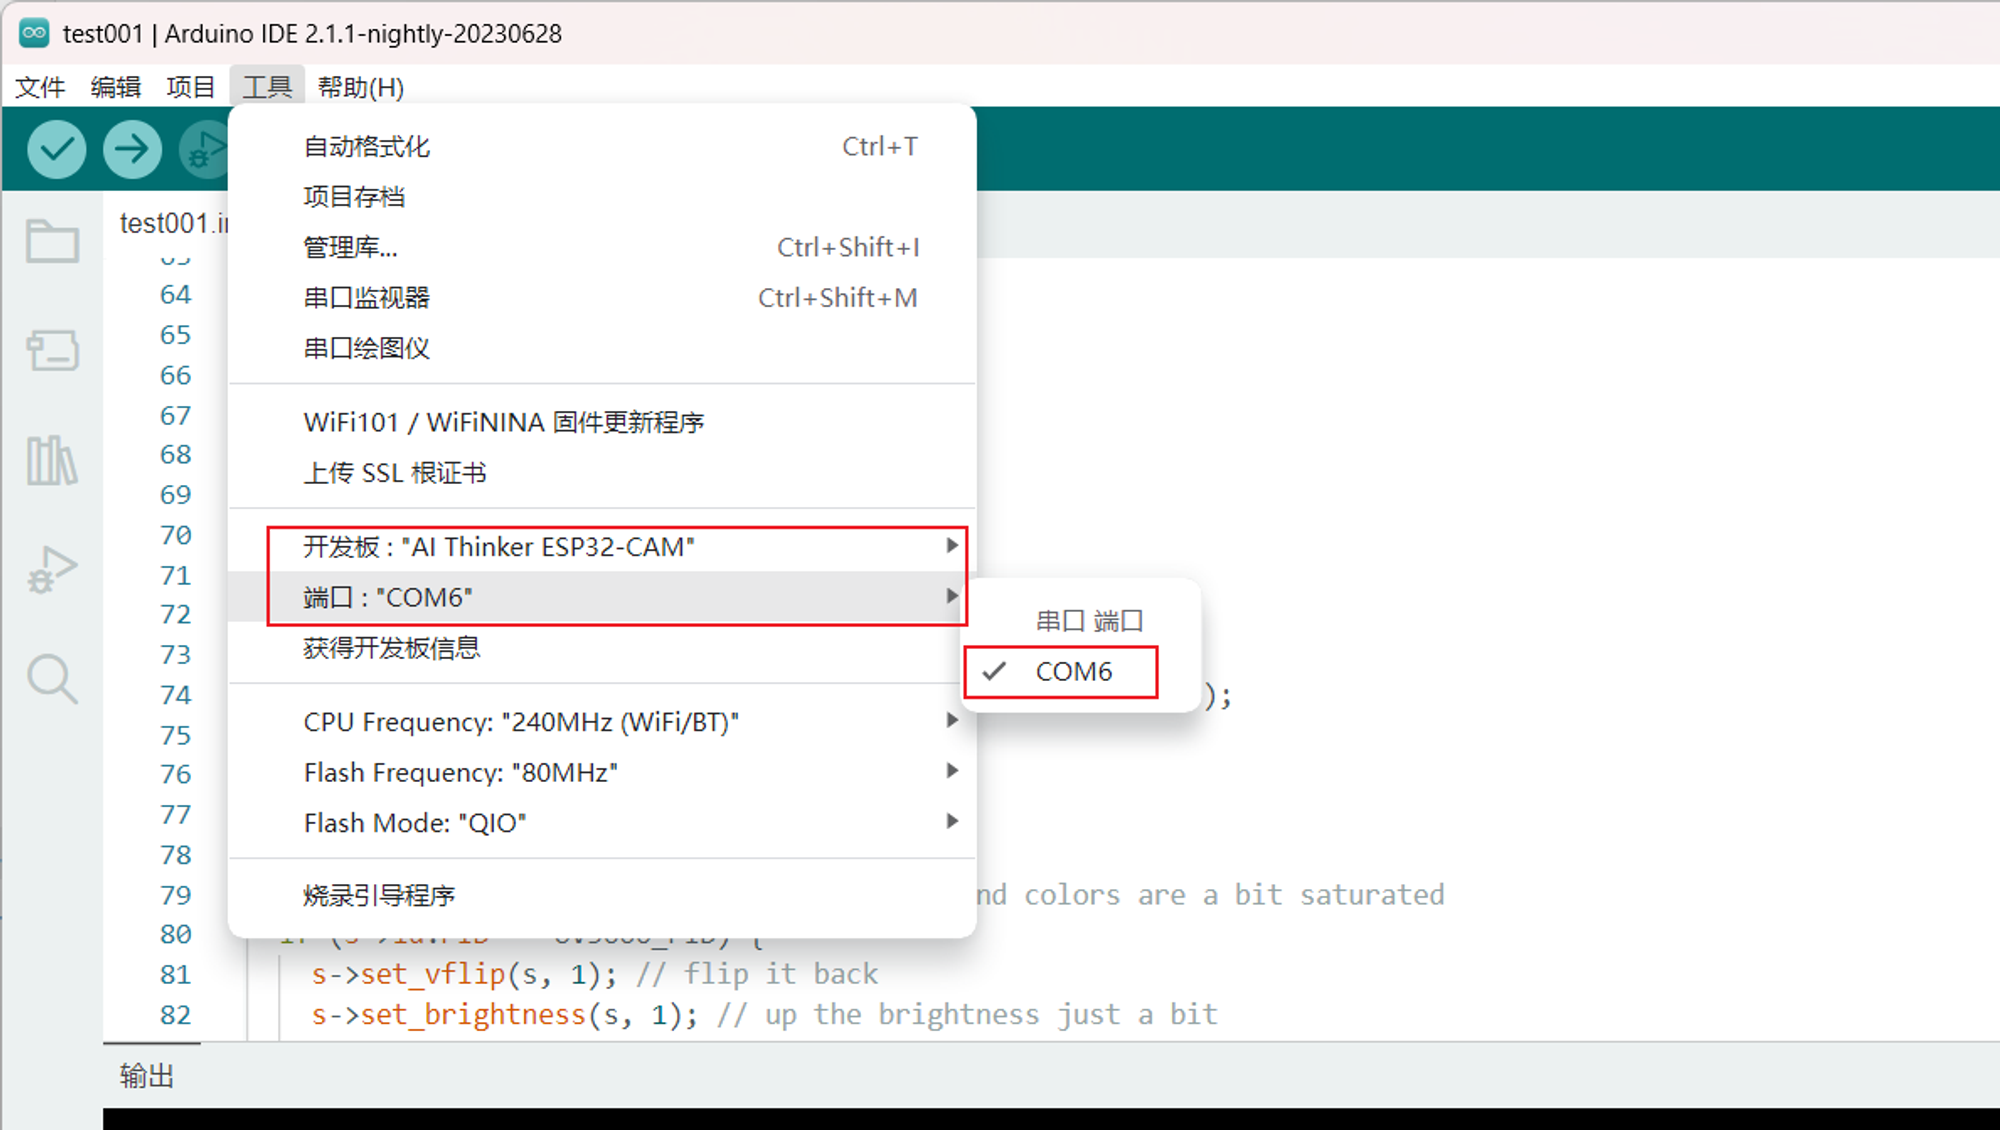 test001 | Arduino IDE 2.1.1-nightly-20230628
文件 编辑 项目 工具 帮助(H)
自动格式化 Ctrl+T
项目存档
管理库... Ctrl+Shift+I
串口监视器 Ctrl+Shift+M
串口绘图仪
WiFi101 / WiFiNINA 固件更新程序
上传 SSL 根证书
开发板 : "AI Thinker ESP32-CAM"
端口 : "COM6"
获得开发板信息
CPU Frequency: "240MHz (WiFi/BT)"
Flash Frequency: "80MHz"
Flash Mode: "QIO"
烧录引导程序
串口 端口
COM6
test001.i
64
65
66
67
68
69
70
71
72
73
74 );
75
76
77
78
79 nd colors are a bit saturated
80
81 s->set_vflip(s, 1); // flip it back
82 s->set_brightness(s, 1); // up the brightness just a bit
输出